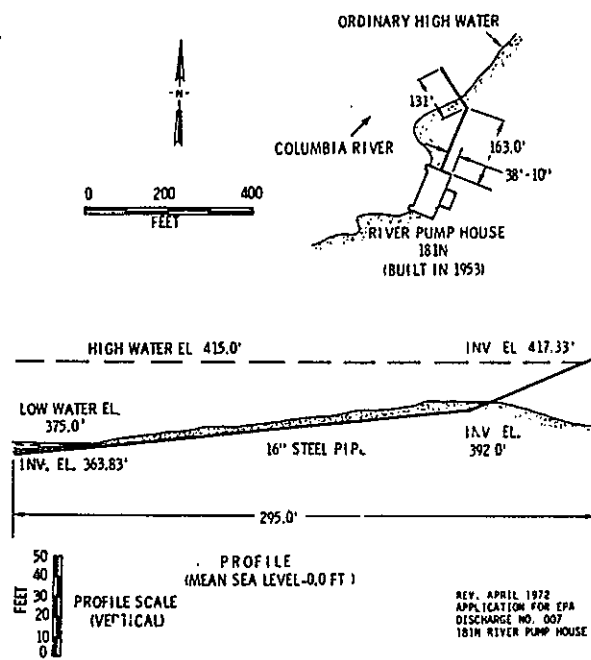 ORDINARY HIGH WATER
-N-
131'
COLUMBIA RIVER
163.0'
38'-10"
0 200 400
FEET
RIVER PUMP HOUSE
181N
(BUILT IN 1953)
HIGH WATER EL 415.0'
INV EL 417.33'
LOW WATER EL.
375.0'
INV. EL. 363.83'
16" STEEL PIP.
INV EL.
392 0'
295.0'
50
40
30
20
10
0
FEET
PROFILE SCALE
(VERTICAL)
PROFILE
(MEAN SEA LEVEL-0.0 FT )
REV. APRIL 1972
APPLICATION FOR EPA
DISCHARGE NO. 007
181N RIVER PUMP HOUSE